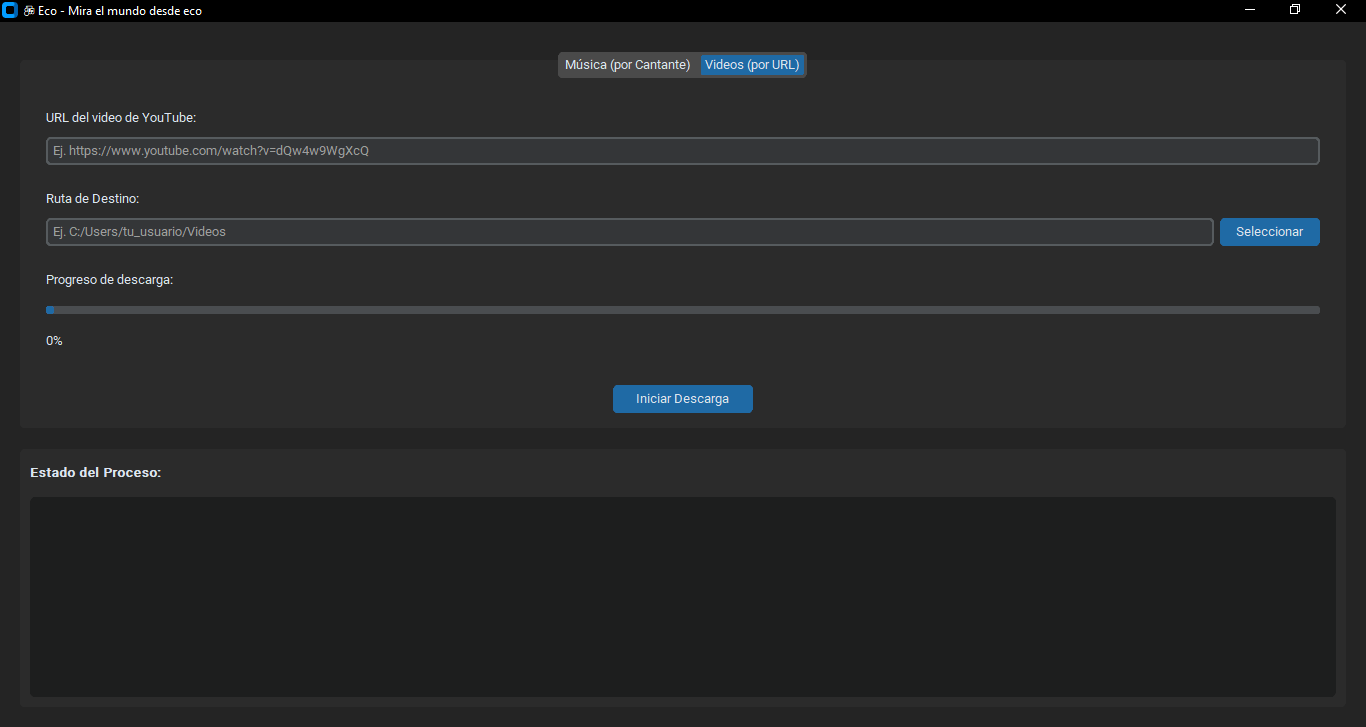 Eco - Mira el mundo desde eco
Música (por Cantante) Videos (por URL)
URL del video de YouTube:
Ej. https://www.youtube.com/watch?v=dQw4w9WgXcQ
Ruta de Destino:
Ej. C:/Users/tu_usuario/Videos Seleccionar
Progreso de descarga:
0%
Iniciar Descarga
Estado del Proceso: